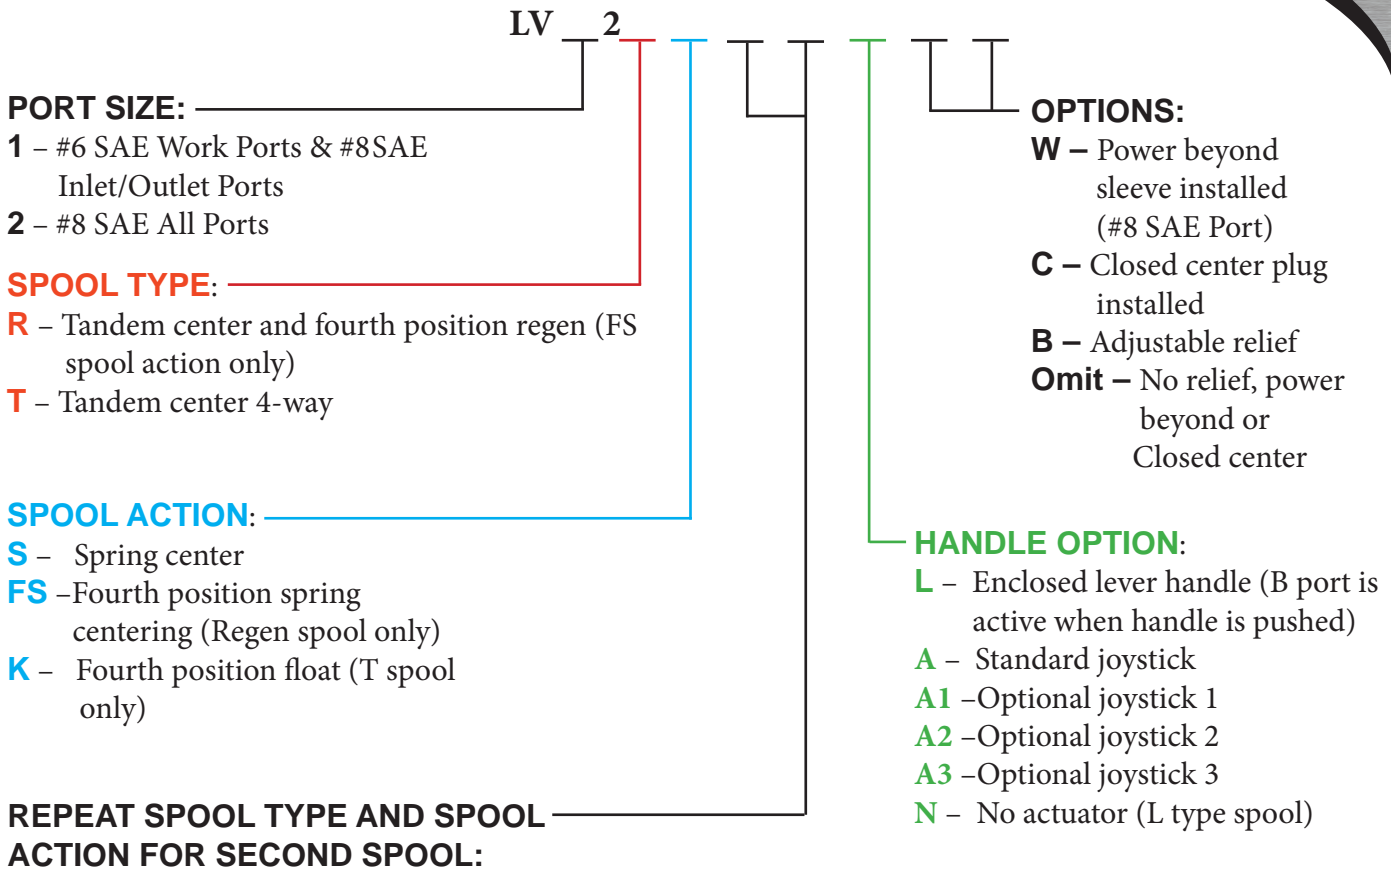 LV 2
PORT SIZE:
1 – #6 SAE Work Ports & #8SAE
Inlet/Outlet Ports
2 – #8 SAE All Ports
SPOOL TYPE:
R – Tandem center and fourth position regen (FS
spool action only)
T – Tandem center 4-way
SPOOL ACTION:
S – Spring center
FS –Fourth position spring
centering (Regen spool only)
K – Fourth position float (T spool
only)
REPEAT SPOOL TYPE AND SPOOL
ACTION FOR SECOND SPOOL:
OPTIONS:
W – Power beyond
sleeve installed
(#8 SAE Port)
C – Closed center plug
installed
B – Adjustable relief
Omit – No relief, power
beyond or
Closed center
HANDLE OPTION:
L – Enclosed lever handle (B port is
active when handle is pushed)
A – Standard joystick
A1 –Optional joystick 1
A2 –Optional joystick 2
A3 –Optional joystick 3
N – No actuator (L type spool)